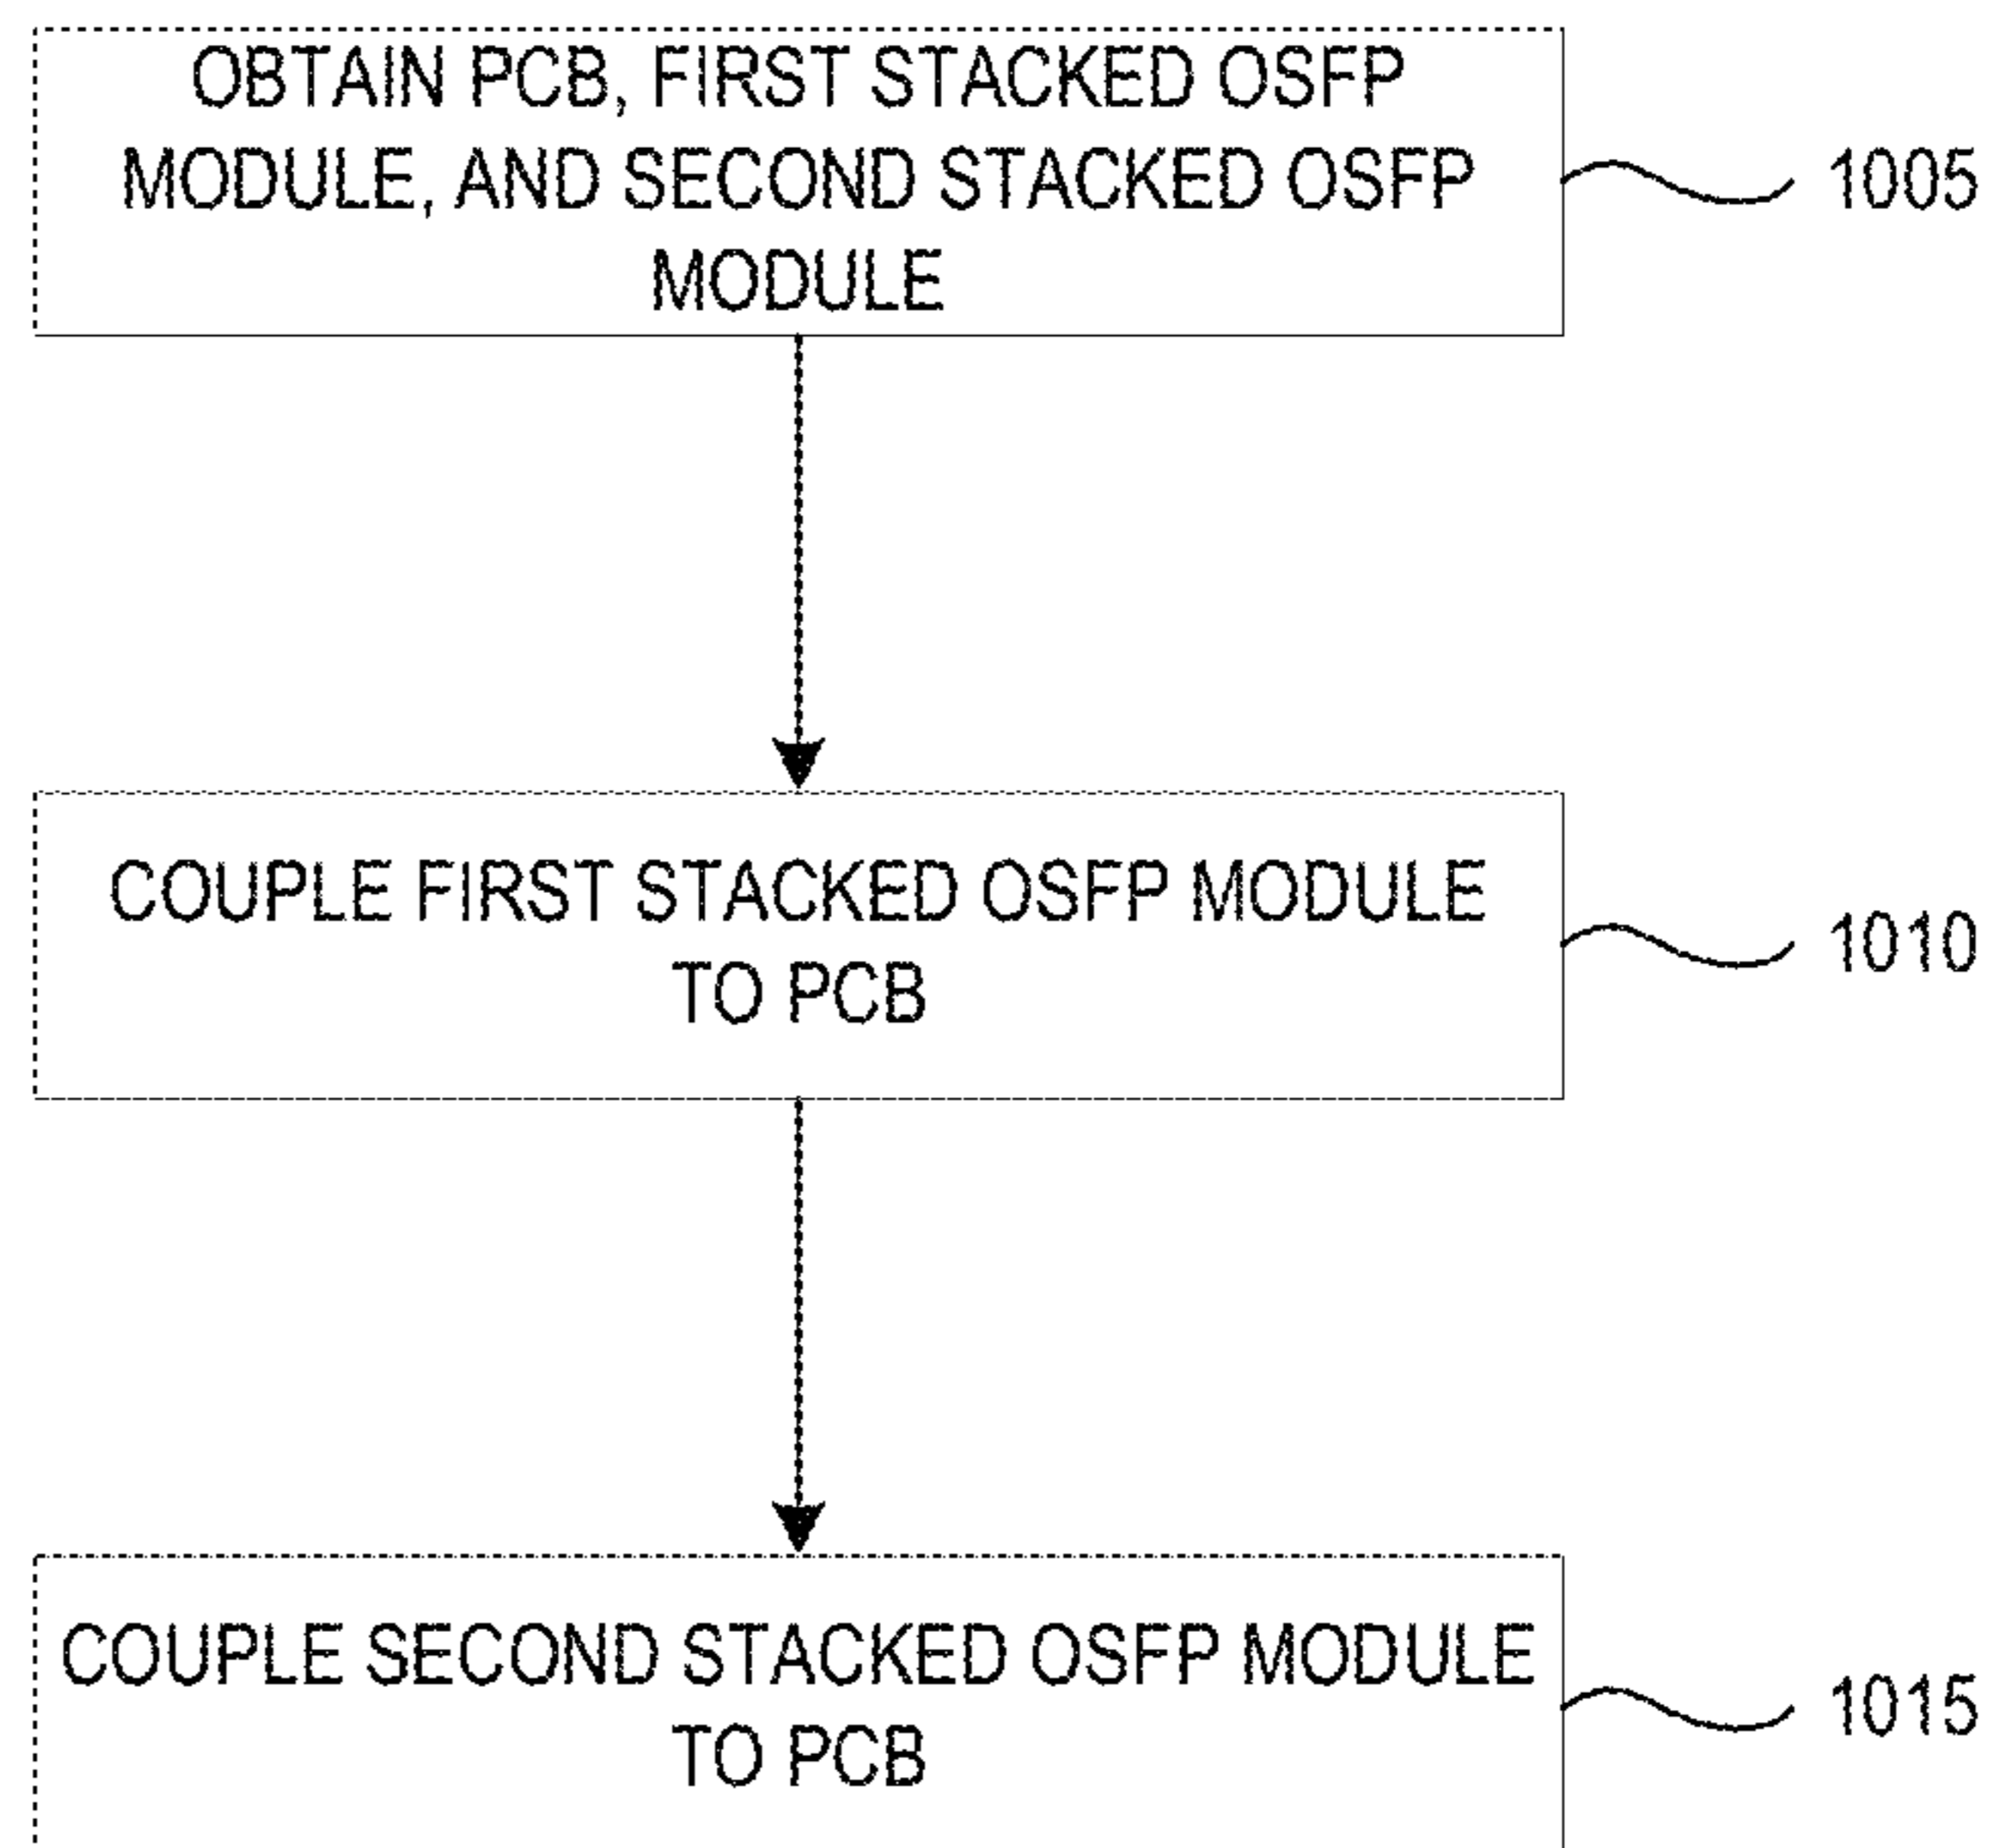 OBTAIN PCB, FIRST STACKED OSFP
MODULE, AND SECOND STACKED OSFP
MODULE
1005
COUPLE FIRST STACKED OSFP MODULE
TO PCB
1010
COUPLE SECOND STACKED OSFP MODULE
TO PCB
1015